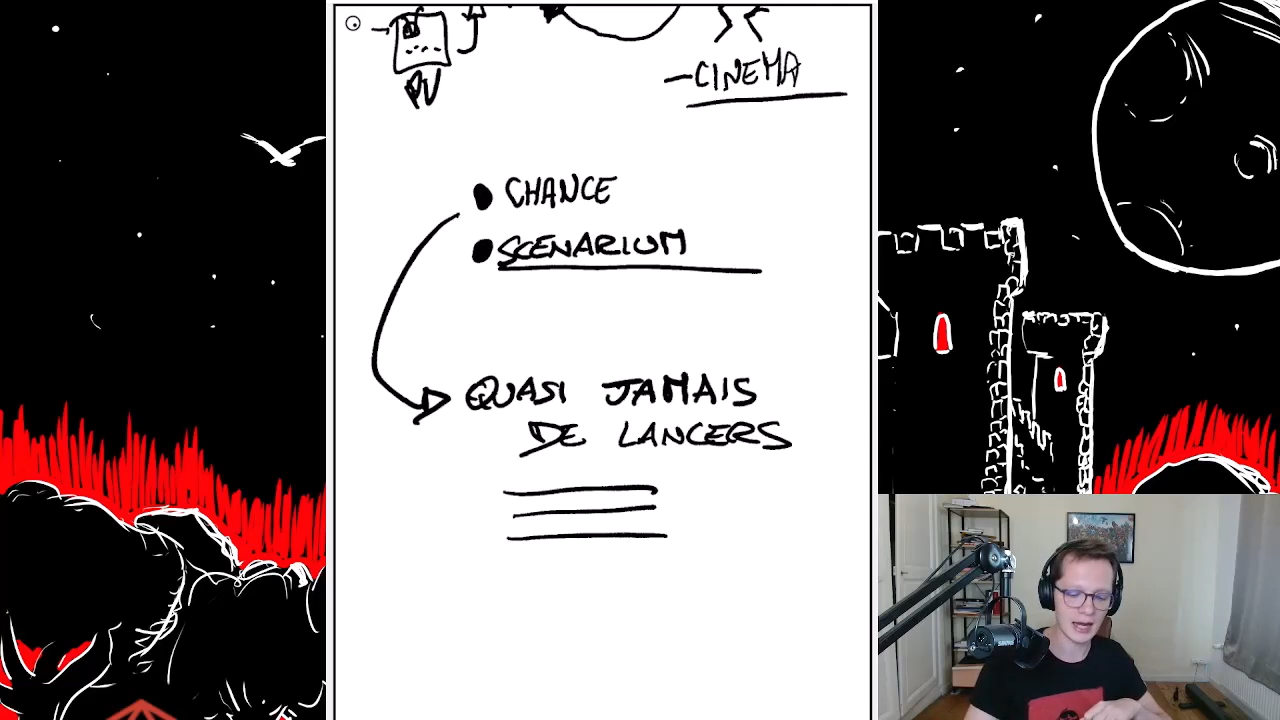 PV
-CINEMA
• CHANCE
• SCENARIUM
QUASI JAMAIS
DE LANCERS